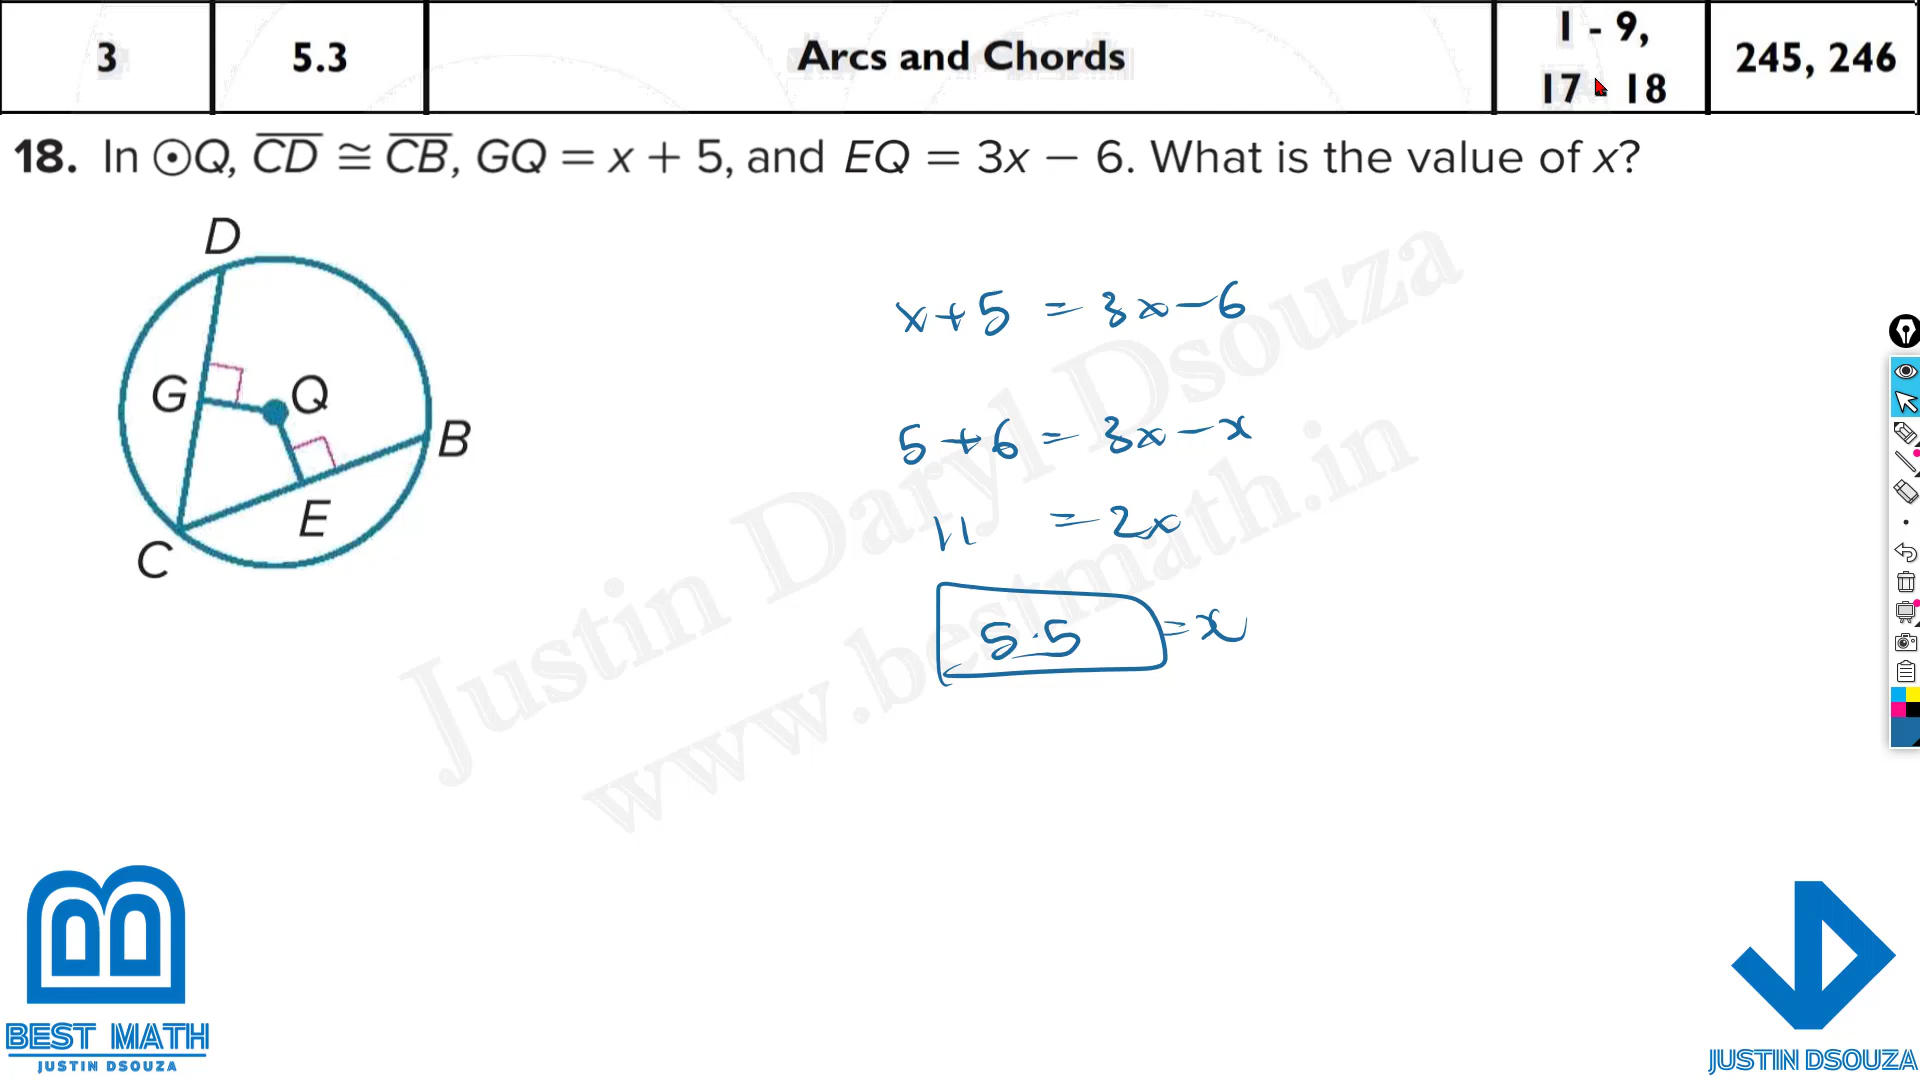 3
5.3
Arcs and Chords
1 - 9,
17 - 18
245, 246
18. In ⊙Q, C̅D̅ ≅ C̅B̅, GQ = x + 5, and EQ = 3x − 6. What is the value of x?
D
G
Q
B
E
C
x+5 = 3x-6
5+6 = 3x-x
11 = 2x
5.5 = x
Justin Daryl Dsouza
www.bestmath.in
BEST MATH
JUSTIN DSOUZA
JUSTIN DSOUZA